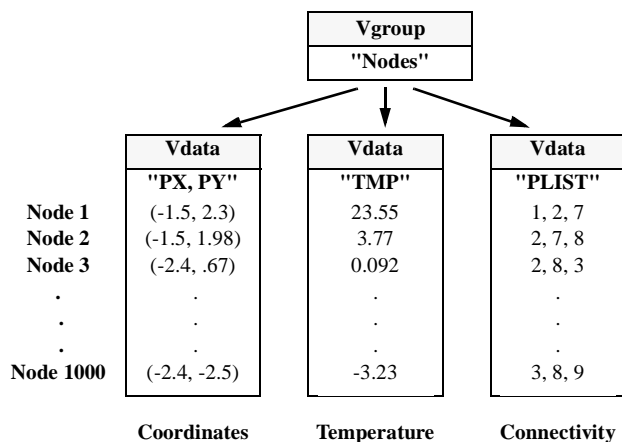 Vgroup
"Nodes"
Vdata Vdata Vdata
"PX, PY" "TMP" "PLIST"
Node 1 (-1.5, 2.3) 23.55 1, 2, 7
Node 2 (-1.5, 1.98) 3.77 2, 7, 8
Node 3 (-2.4, .67) 0.092 2, 8, 3
. . . .
. . . .
. . . .
Node 1000 (-2.4, -2.5) -3.23 3, 8, 9
Coordinates Temperature Connectivity